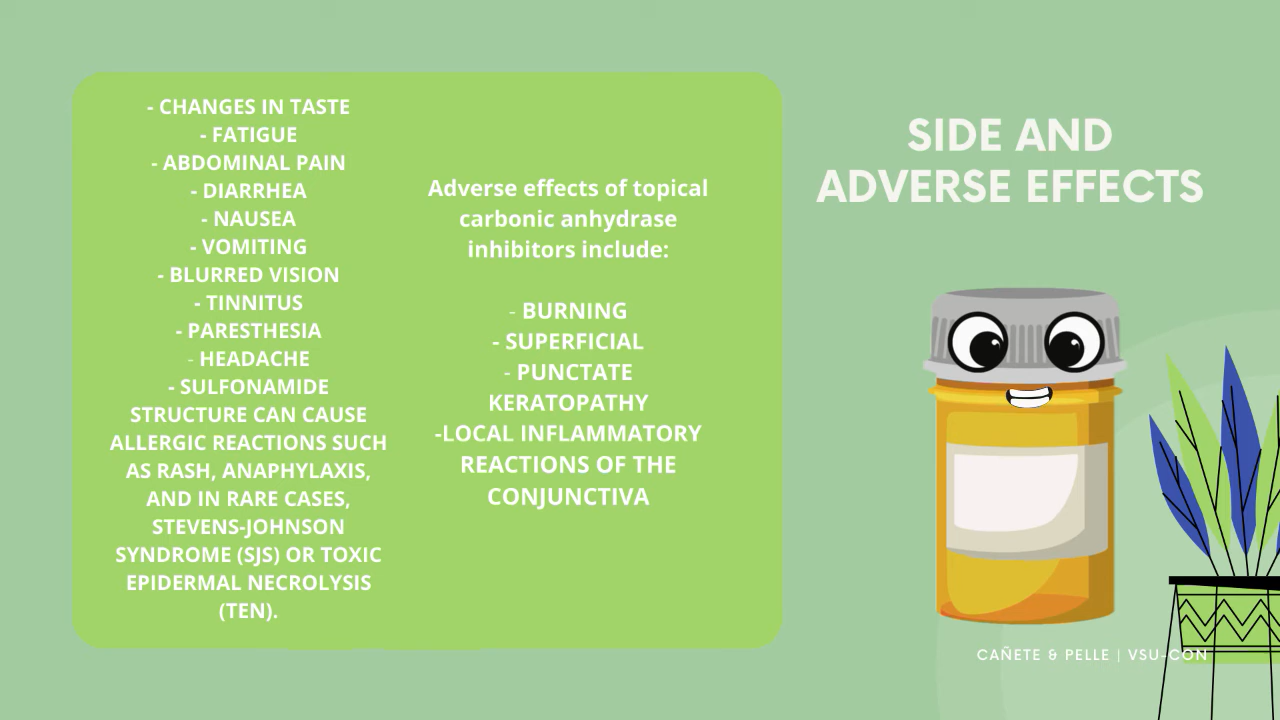 - CHANGES IN TASTE
- FATIGUE
- ABDOMINAL PAIN
- DIARRHEA
- NAUSEA
- VOMITING
- BLURRED VISION
- TINNITUS
- PARESTHESIA
- HEADACHE
- SULFONAMIDE
STRUCTURE CAN CAUSE
ALLERGIC REACTIONS SUCH
AS RASH, ANAPHYLAXIS,
AND IN RARE CASES,
STEVENS-JOHNSON
SYNDROME (SJS) OR TOXIC
EPIDERMAL NECROLYSIS
(TEN).
Adverse effects of topical
carbonic anhydrase
inhibitors include:
- BURNING
- SUPERFICIAL
- PUNCTATE
KERATOPATHY
-LOCAL INFLAMMATORY
REACTIONS OF THE
CONJUNCTIVA
SIDE AND
ADVERSE EFFECTS
CAÑETE & PELLE | VSU-CON